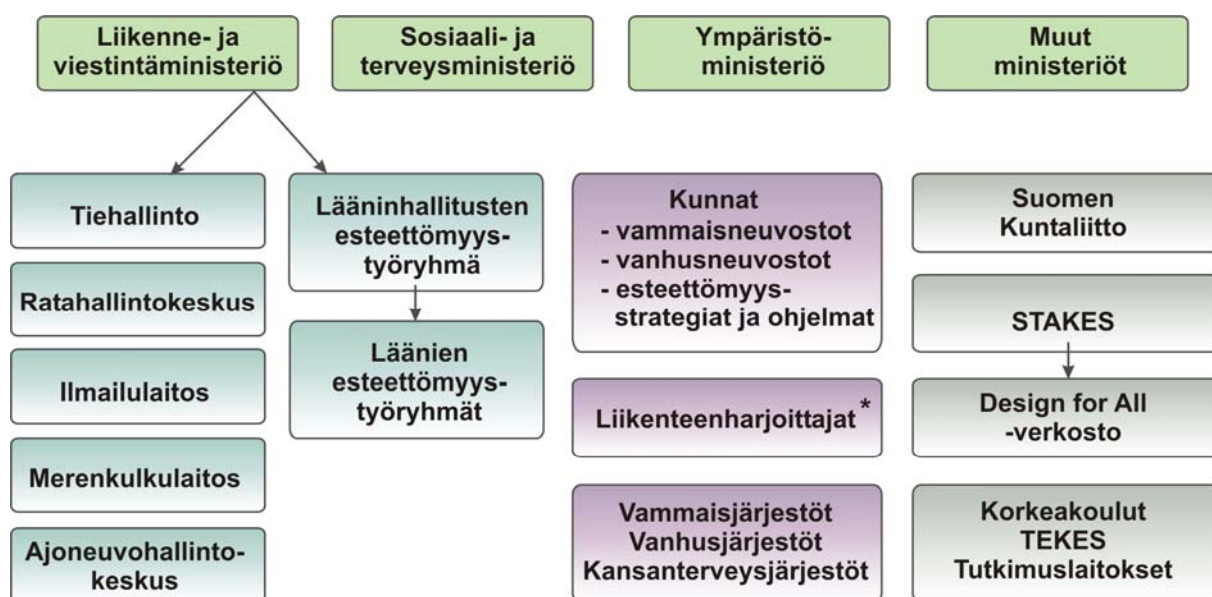 Liikenne- ja
viestintäministeriö
Sosiaali- ja
terveysministeriö
Ympäristö-
ministeriö
Muut
ministeriöt
Tiehallinto
Ratahallintokeskus
Ilmailulaitos
Merenkulkulaitos
Ajoneuvohallinto-
keskus
Lääninhallitusten
esteettömyys-
työryhmä
Läänien
esteettömyys-
työryhmät
Kunnat
- vammaisneuvostot
- vanhusneuvostot
- esteettömyys-
strategiat ja ohjelmat
Liikenteenharjoittajat *
Vammaisjärjestöt
Vanhusjärjestöt
Kansanterveysjärjestöt
Suomen
Kuntaliitto
STAKES
Design for All
-verkosto
Korkeakoulut
TEKES
Tutkimuslaitokset